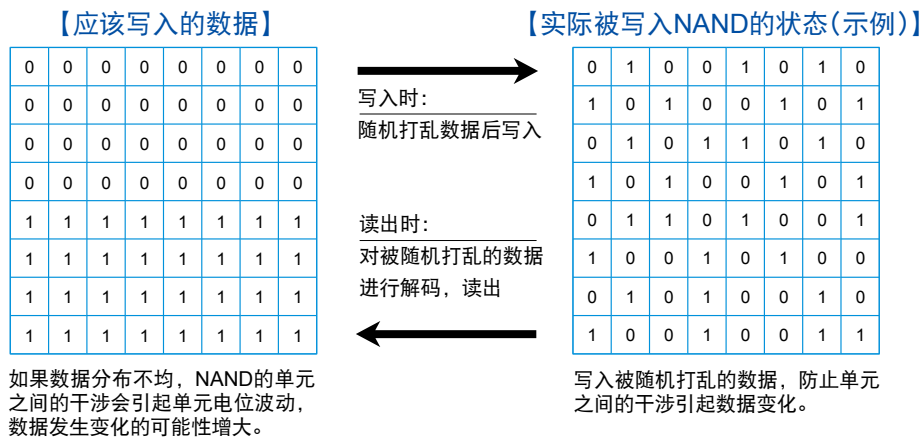 【应该写入的数据】
0 0 0 0 0 0 0 0
0 0 0 0 0 0 0 0
0 0 0 0 0 0 0 0
0 0 0 0 0 0 0 0
1 1 1 1 1 1 1 1
1 1 1 1 1 1 1 1
1 1 1 1 1 1 1 1
1 1 1 1 1 1 1 1
如果数据分布不均，NAND的单元
之间的干涉会引起单元电位波动，
数据发生变化的可能性增大。
写入时：
随机打乱数据后写入
读出时：
对被随机打乱的数据
进行解码，读出
【实际被写入NAND的状态（示例）】
0 1 0 0 1 0 1 0
1 0 1 0 0 1 0 1
0 1 0 1 1 0 1 0
1 0 1 0 0 1 0 1
0 1 1 0 1 0 0 1
1 0 0 1 0 1 0 0
0 1 0 1 0 0 1 0
1 0 0 1 0 0 1 1
写入被随机打乱的数据，防止单元
之间的干涉引起数据变化。